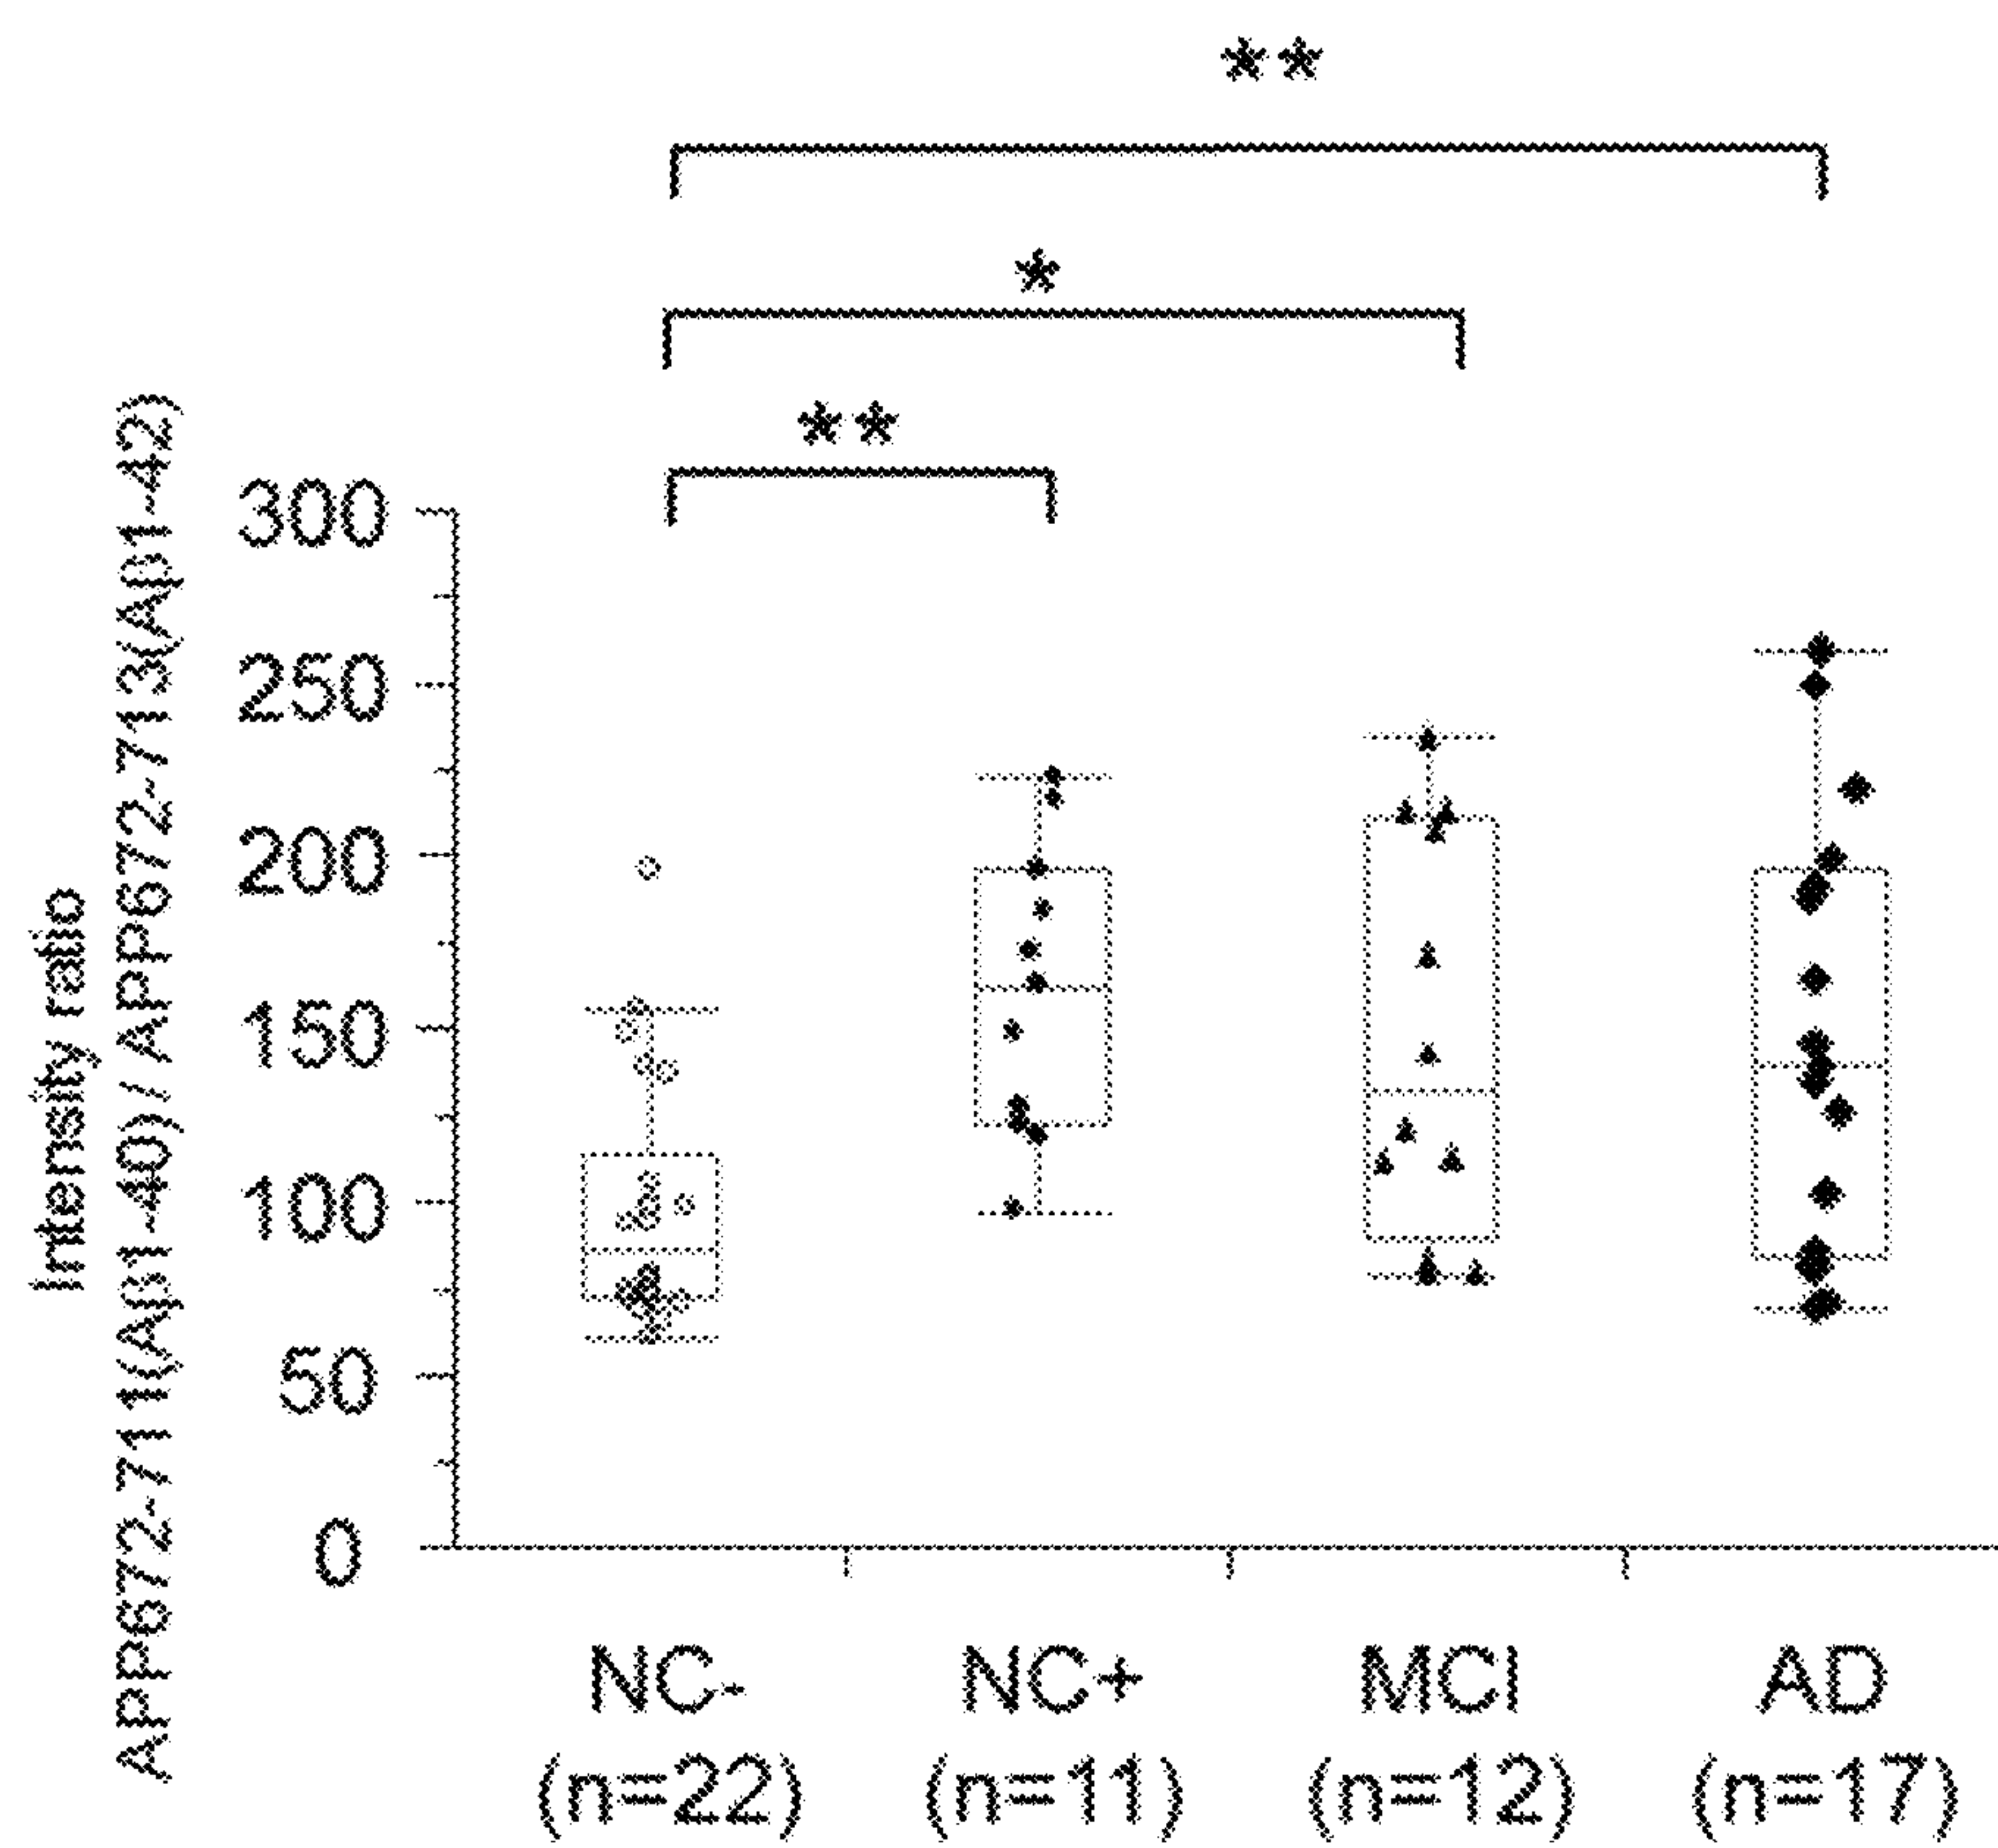 **
*
**
Intensity ratio
APP672-711(Aβ1-40) / APP672-713(Aβ1-42)
300
250
200
150
100
50
0
NC- NC+ MCI AD
(n=22) (n=11) (n=12) (n=17)